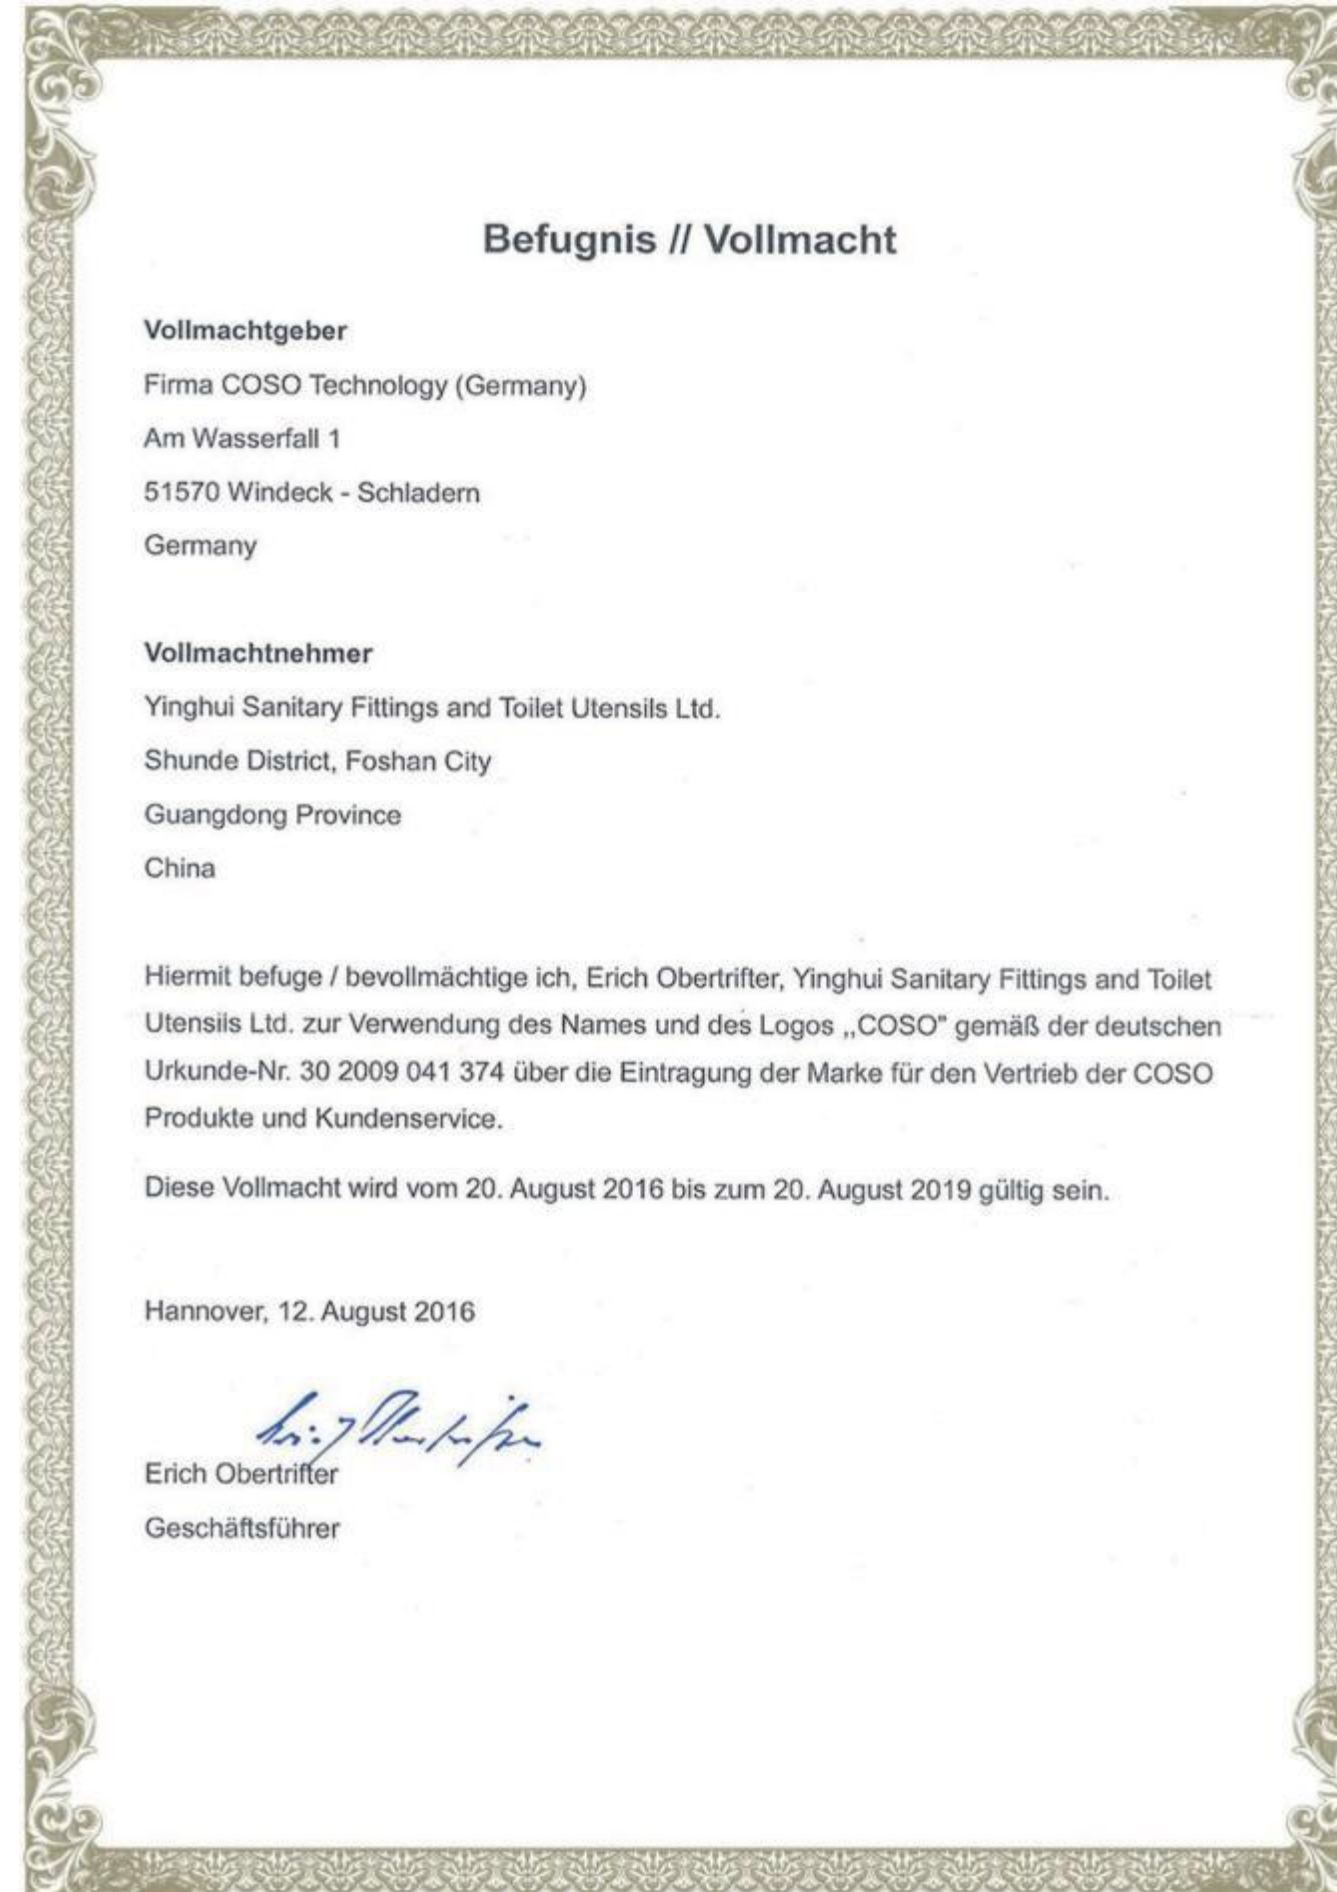 Befugnis // Vollmacht
Vollmachtgeber
Firma COSO Technology (Germany)
Am Wasserfall 1
51570 Windeck - Schladern
Germany
Vollmachtnehmer
Yinghui Sanitary Fittings and Toilet Utensils Ltd.
Shunde District, Foshan City
Guangdong Province
China
Hiermit befuge / bevollmächtige ich, Erich Obertrifter, Yinghui Sanitary Fittings and Toilet
Utensils Ltd. zur Verwendung des Names und des Logos ,,COSO" gemäß der deutschen
Urkunde-Nr. 30 2009 041 374 über die Eintragung der Marke für den Vertrieb der COSO
Produkte und Kundenservice.
Diese Vollmacht wird vom 20. August 2016 bis zum 20. August 2019 gültig sein.
Hannover, 12. August 2016
Erich Obertrifter
Geschäftsführer